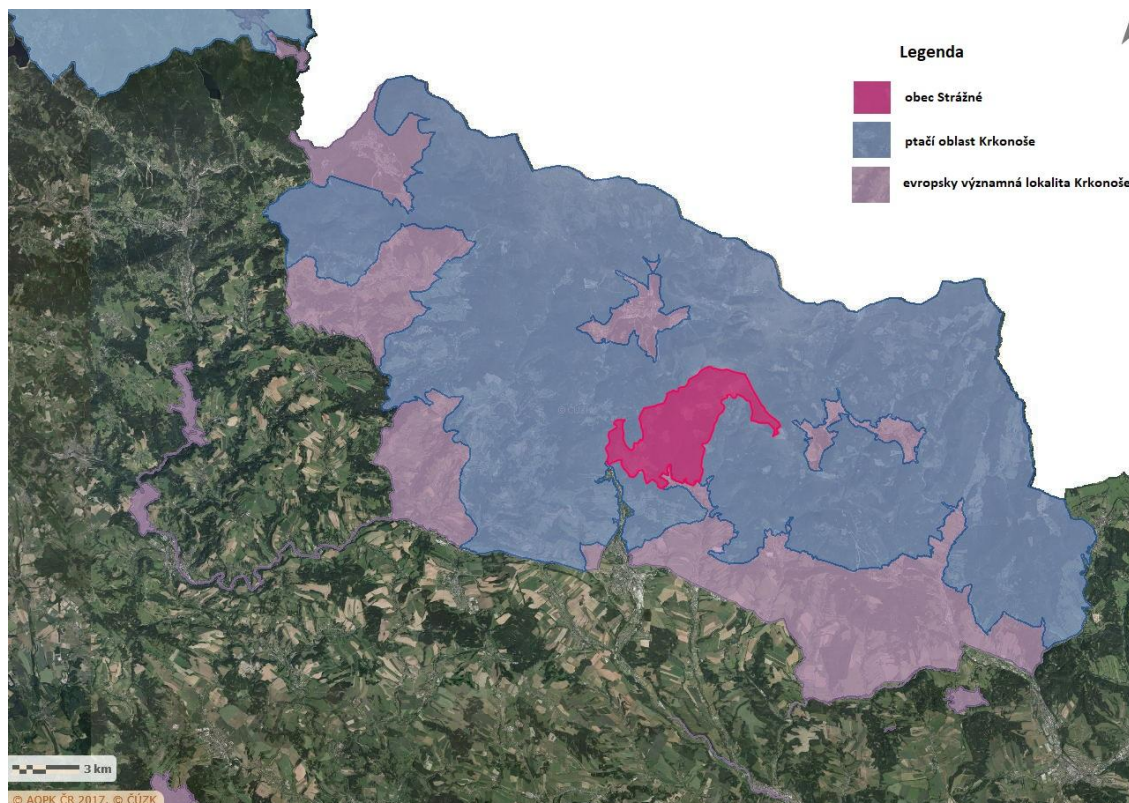 Legenda
obec Strážné
ptačí oblast Krkonoše
evropsky významná lokalita Krkonoše
3 km
© AOPK ČR 2017, © ČÚZK